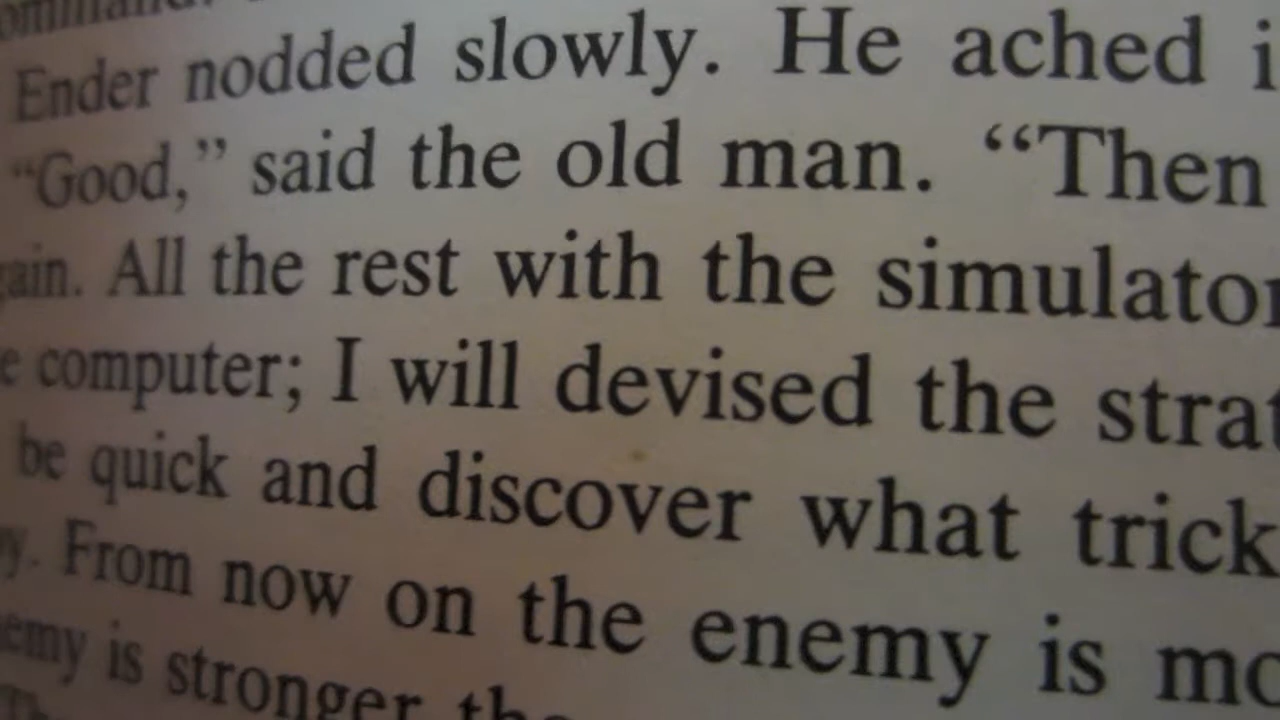 Ender nodded slowly. He ached i
“Good,” said the old man. “Then
gain. All the rest with the simulator
e computer; I will devised the strat
be quick and discover what trick
y. From now on the enemy is mo
emy is stronger the